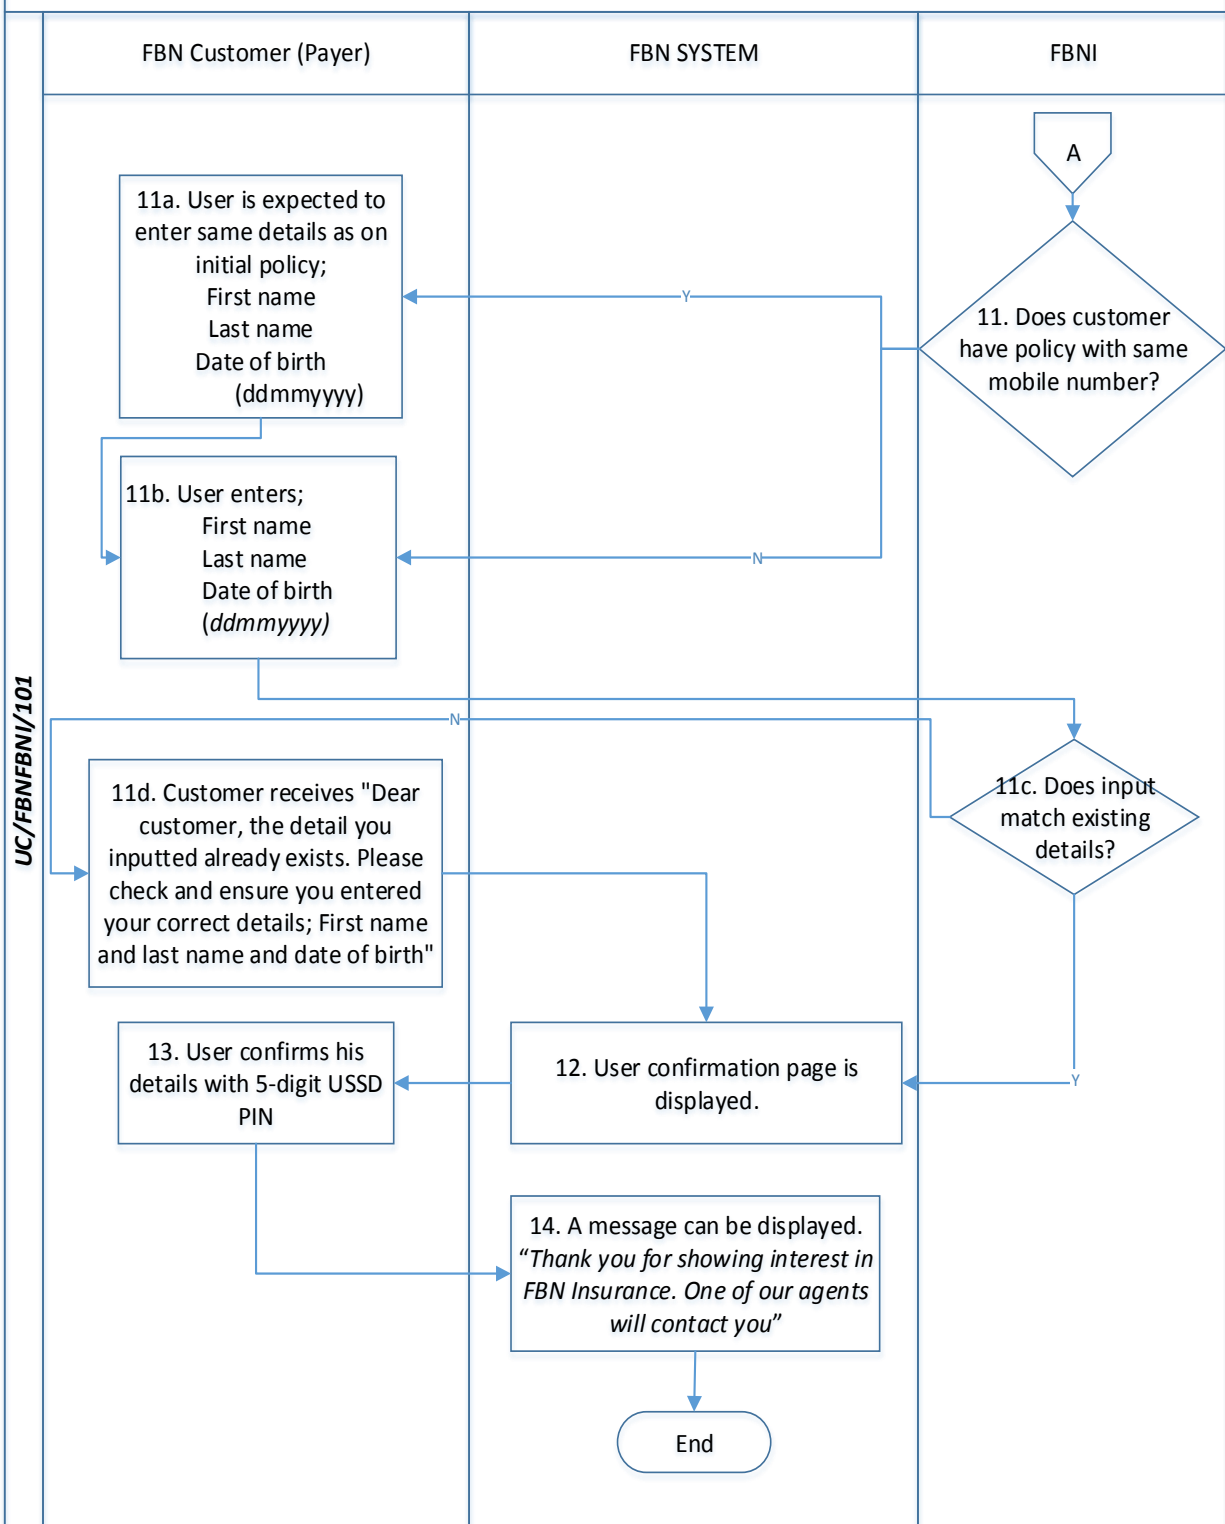 FBN Customer (Payer)
FBN SYSTEM
FBNI
UC/FBNFBNI/101
A
11. Does customer
have policy with same
mobile number?
Y
N
11a. User is expected to
enter same details as on
initial policy;
First name
Last name
Date of birth
(ddmmyyyy)
11b. User enters;
First name
Last name
Date of birth
(ddmmyyyy)
11c. Does input
match existing
details?
N
Y
11d. Customer receives "Dear
customer, the detail you
inputted already exists. Please
check and ensure you entered
your correct details; First name
and last name and date of birth"
12. User confirmation page is
displayed.
13. User confirms his
details with 5-digit USSD
PIN
14. A message can be displayed.
“Thank you for showing interest in
FBN Insurance. One of our agents
will contact you”
End